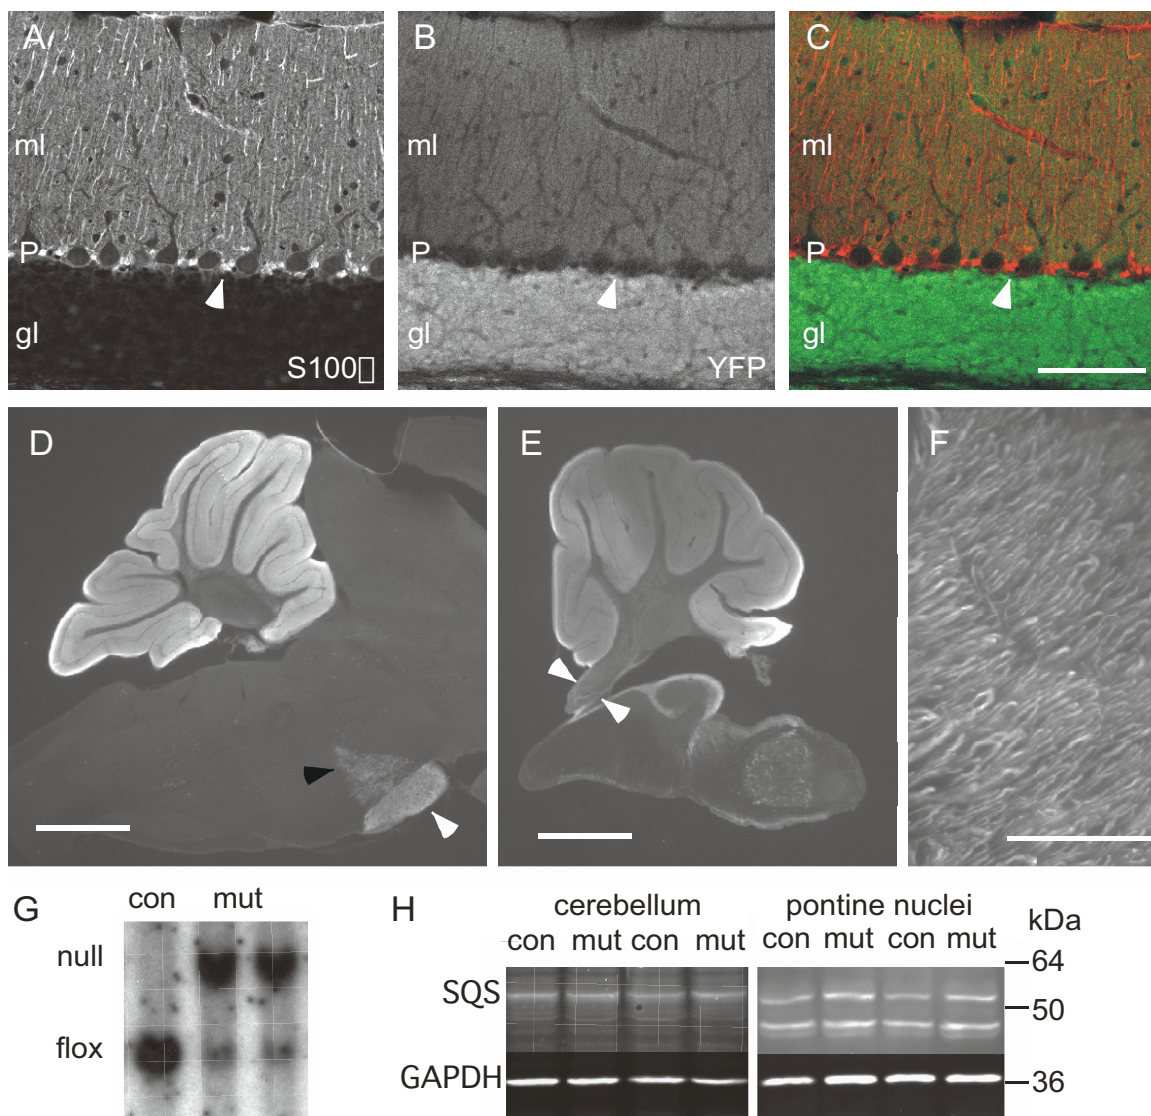 A
ml
P
gl
S100▯
B
ml
P
gl
YFP
C
ml
P
gl
D
E
F
G
con mut
null
flox
H
cerebellum
pontine nuclei
kDa
con mut con mut
con mut con mut
64
SQS
50
GAPDH
36